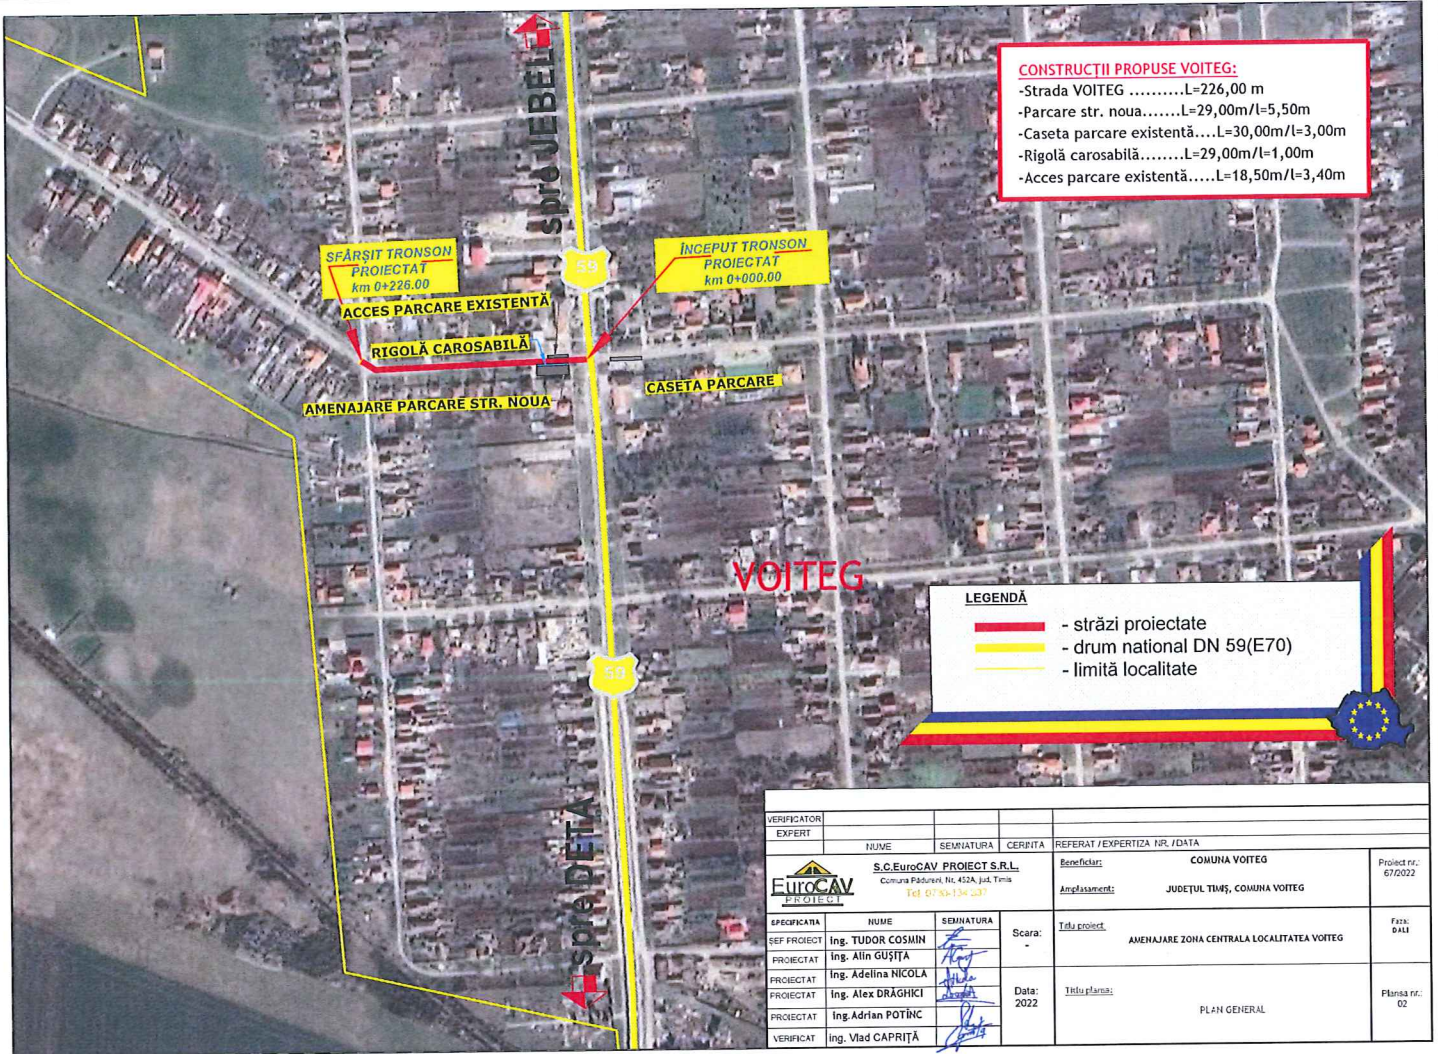 CONSTRUCȚII PROPUSE VOITEG:
-Strada VOITEG ..........L=226,00 m
-Parcare str. noua.......L=29,00m/l=5,50m
-Caseta parcare existentă....L=30,00m/l=3,00m
-Rigolă carosabilă........L=29,00m/l=1,00m
-Acces parcare existentă.....L=18,50m/l=3,40m
spre JEBEL
59
SFÂRȘIT TRONSON
PROIECTAT
km 0+226.00
ÎNCEPUT TRONSON
PROIECTAT
km 0+000.00
ACCES PARCARE EXISTENTĂ
RIGOLĂ CAROSABILĂ
CASETA PARCARE
AMENAJARE PARCARE STR. NOUA
VOITEG
59
spre DETA
LEGENDĂ
- străzi proiectate
- drum national DN 59(E70)
- limită localitate
VERIFICATOR
EXPERT
NUME SEMNATURA CERINTA REFERAT / EXPERTIZA NR. / DATA
EuroCAV
PROIECT
S.C.EuroCAV PROIECT S.R.L.
Comuna Pădureni, Nr. 452A, jud. Timis
Beneficiar: COMUNA VOITEG
Amplasament: JUDEȚUL TIMIȘ, COMUNA VOITEG
Proiect nr.:
67/2022
SPECIFICATIA NUME SEMNATURA
ȘEF PROIECT ing. TUDOR COSMIN
PROIECTAT ing. Alin GUȘIȚA
PROIECTAT ing. Adelina NICOLA
PROIECTAT ing. Alex DRĂGHICI
PROIECTAT ing.Adrian POTÎNC
VERIFICAT ing. Vlad CAPRIȚĂ
Scara:
-
Data:
2022
Titlu proiect:
AMENAJARE ZONA CENTRALA LOCALITATEA VOITEG
Faza:
DALI
Titlu plansa:
PLAN GENERAL
Plansa nr.:
02